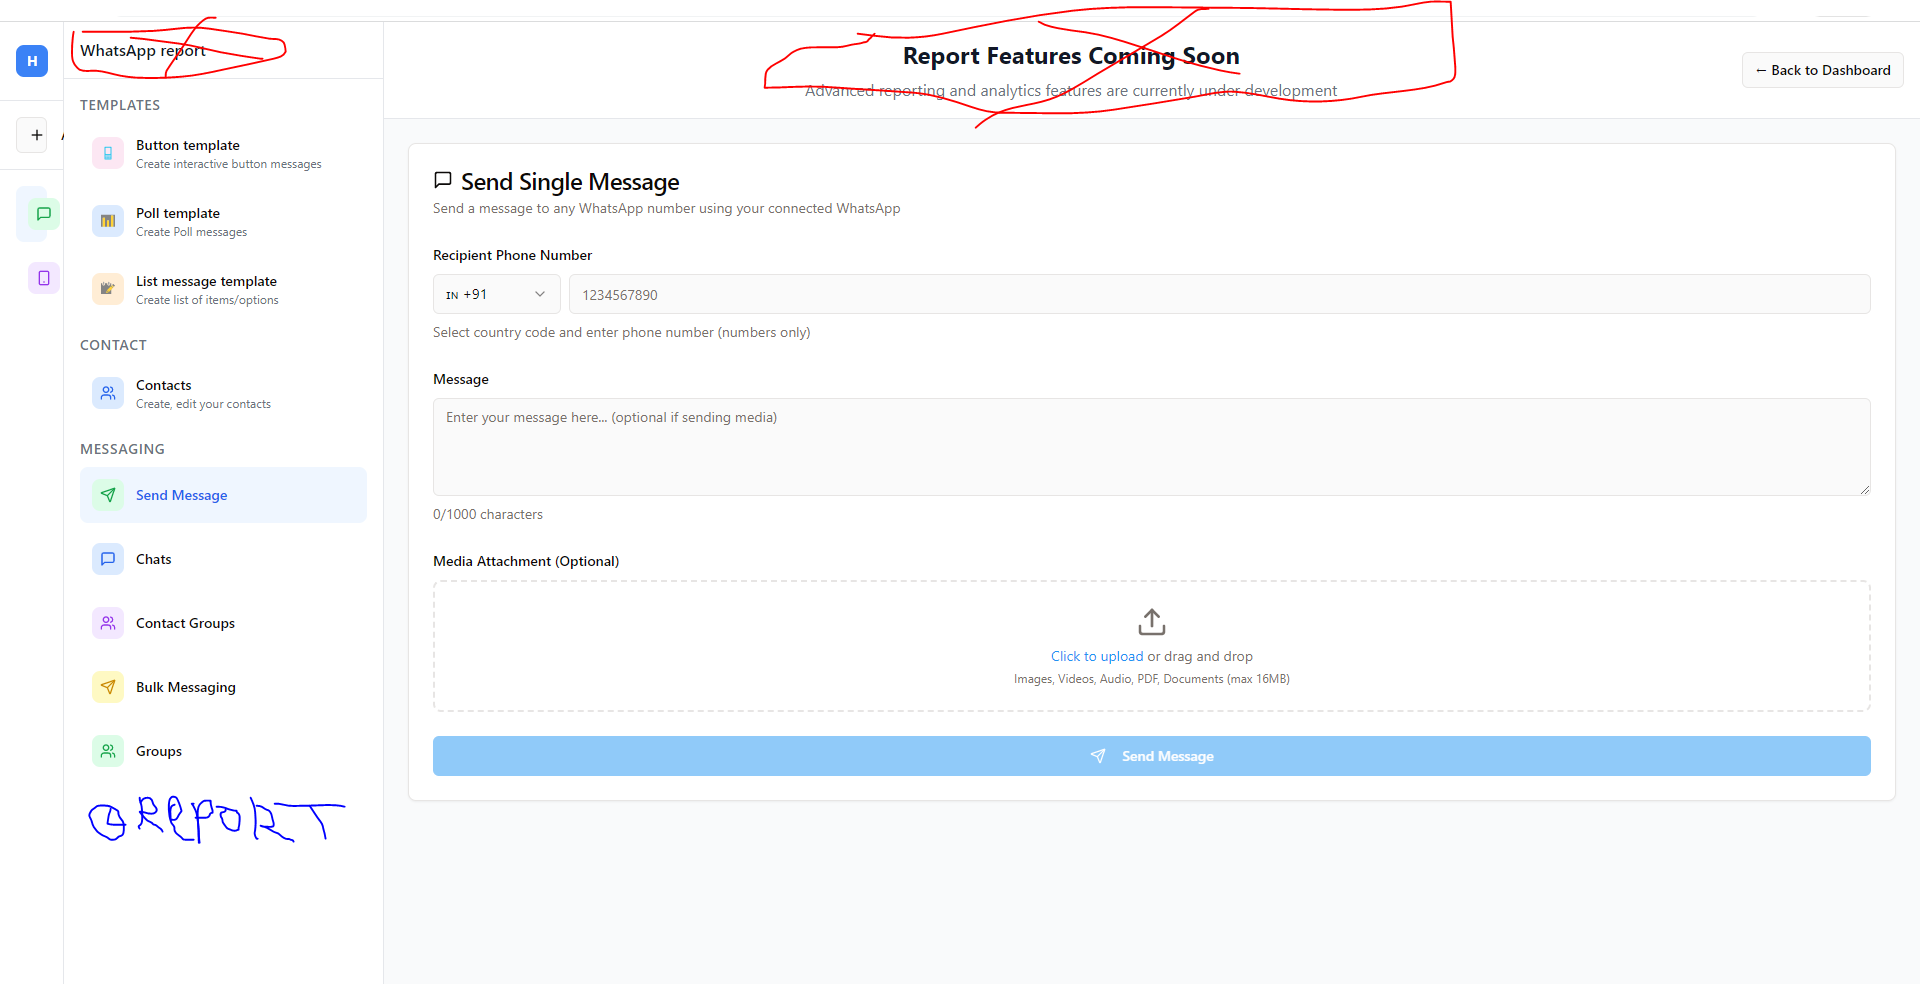 WhatsApp report
Report Features Coming Soon
Advanced reporting and analytics features are currently under development
← Back to Dashboard
H
+
TEMPLATES
Button template
Create interactive button messages
Poll template
Create Poll messages
List message template
Create list of items/options
CONTACT
Contacts
Create, edit your contacts
MESSAGING
Send Message
Chats
Contact Groups
Bulk Messaging
Groups
REPORT
Send Single Message
Send a message to any WhatsApp number using your connected WhatsApp
Recipient Phone Number
IN +91
1234567890
Select country code and enter phone number (numbers only)
Message
Enter your message here... (optional if sending media)
0/1000 characters
Media Attachment (Optional)
Click to upload or drag and drop
Images, Videos, Audio, PDF, Documents (max 16MB)
Send Message